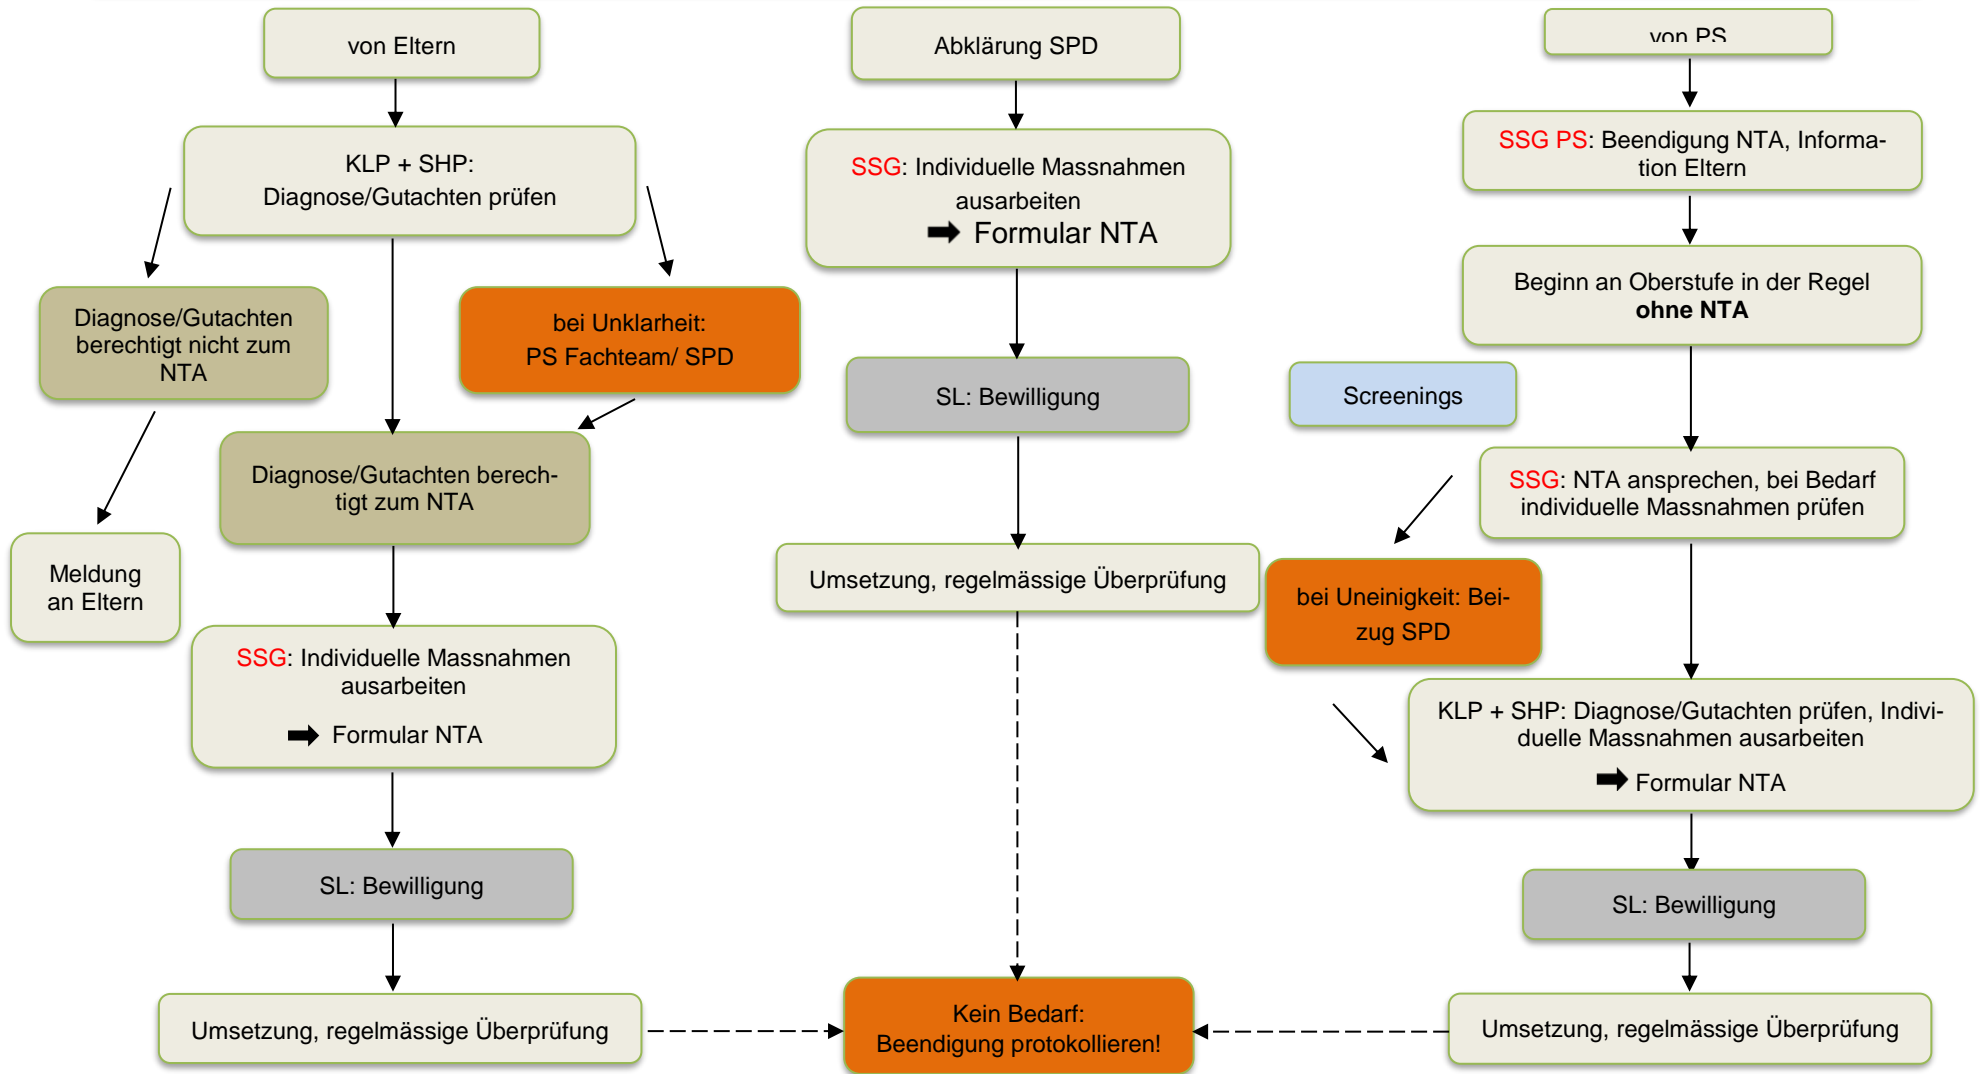 von Eltern
KLP + SHP:
Diagnose/Gutachten prüfen
Diagnose/Gutachten
berechtigt nicht zum
NTA
bei Unklarheit:
PS Fachteam/ SPD
Diagnose/Gutachten berech-
tigt zum NTA
Meldung
an Eltern
SSG: Individuelle Massnahmen
ausarbeiten
➡ Formular NTA
SL: Bewilligung
Umsetzung, regelmässige Überprüfung
Abklärung SPD
SSG: Individuelle Massnahmen
ausarbeiten
➡ Formular NTA
SL: Bewilligung
Umsetzung, regelmässige Überprüfung
Kein Bedarf:
Beendigung protokollieren!
von PS
SSG PS: Beendigung NTA, Informa-
tion Eltern
Beginn an Oberstufe in der Regel
ohne NTA
Screenings
SSG: NTA ansprechen, bei Bedarf
individuelle Massnahmen prüfen
bei Uneinigkeit: Bei-
zug SPD
KLP + SHP: Diagnose/Gutachten prüfen, Indivi-
duelle Massnahmen ausarbeiten
➡ Formular NTA
SL: Bewilligung
Umsetzung, regelmässige Überprüfung